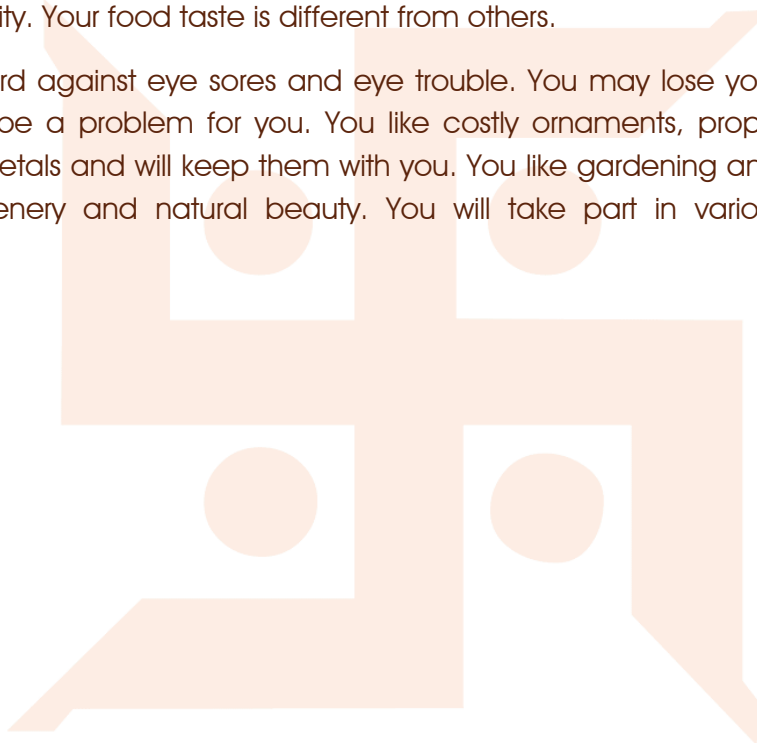 ity. Your food taste is different from others.
rd against eye sores and eye trouble. You may lose yo
be a problem for you. You like costly ornaments, prop
etals and will keep them with you. You like gardening an
enery and natural beauty. You will take part in vario